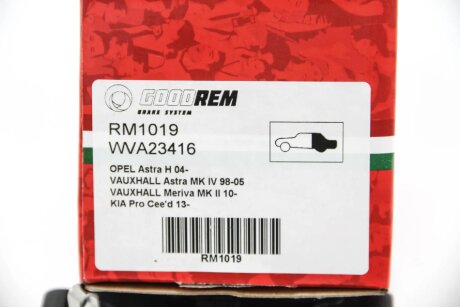 GOODREM
BRAKE SYSTEM
RM1019
WVA23416
OPEL Astra H 04-
VAUXHALL Astra MK IV 98-05
VAUXHALL Meriva MK II 10-
KIA Pro Cee'd 13-
RM1019